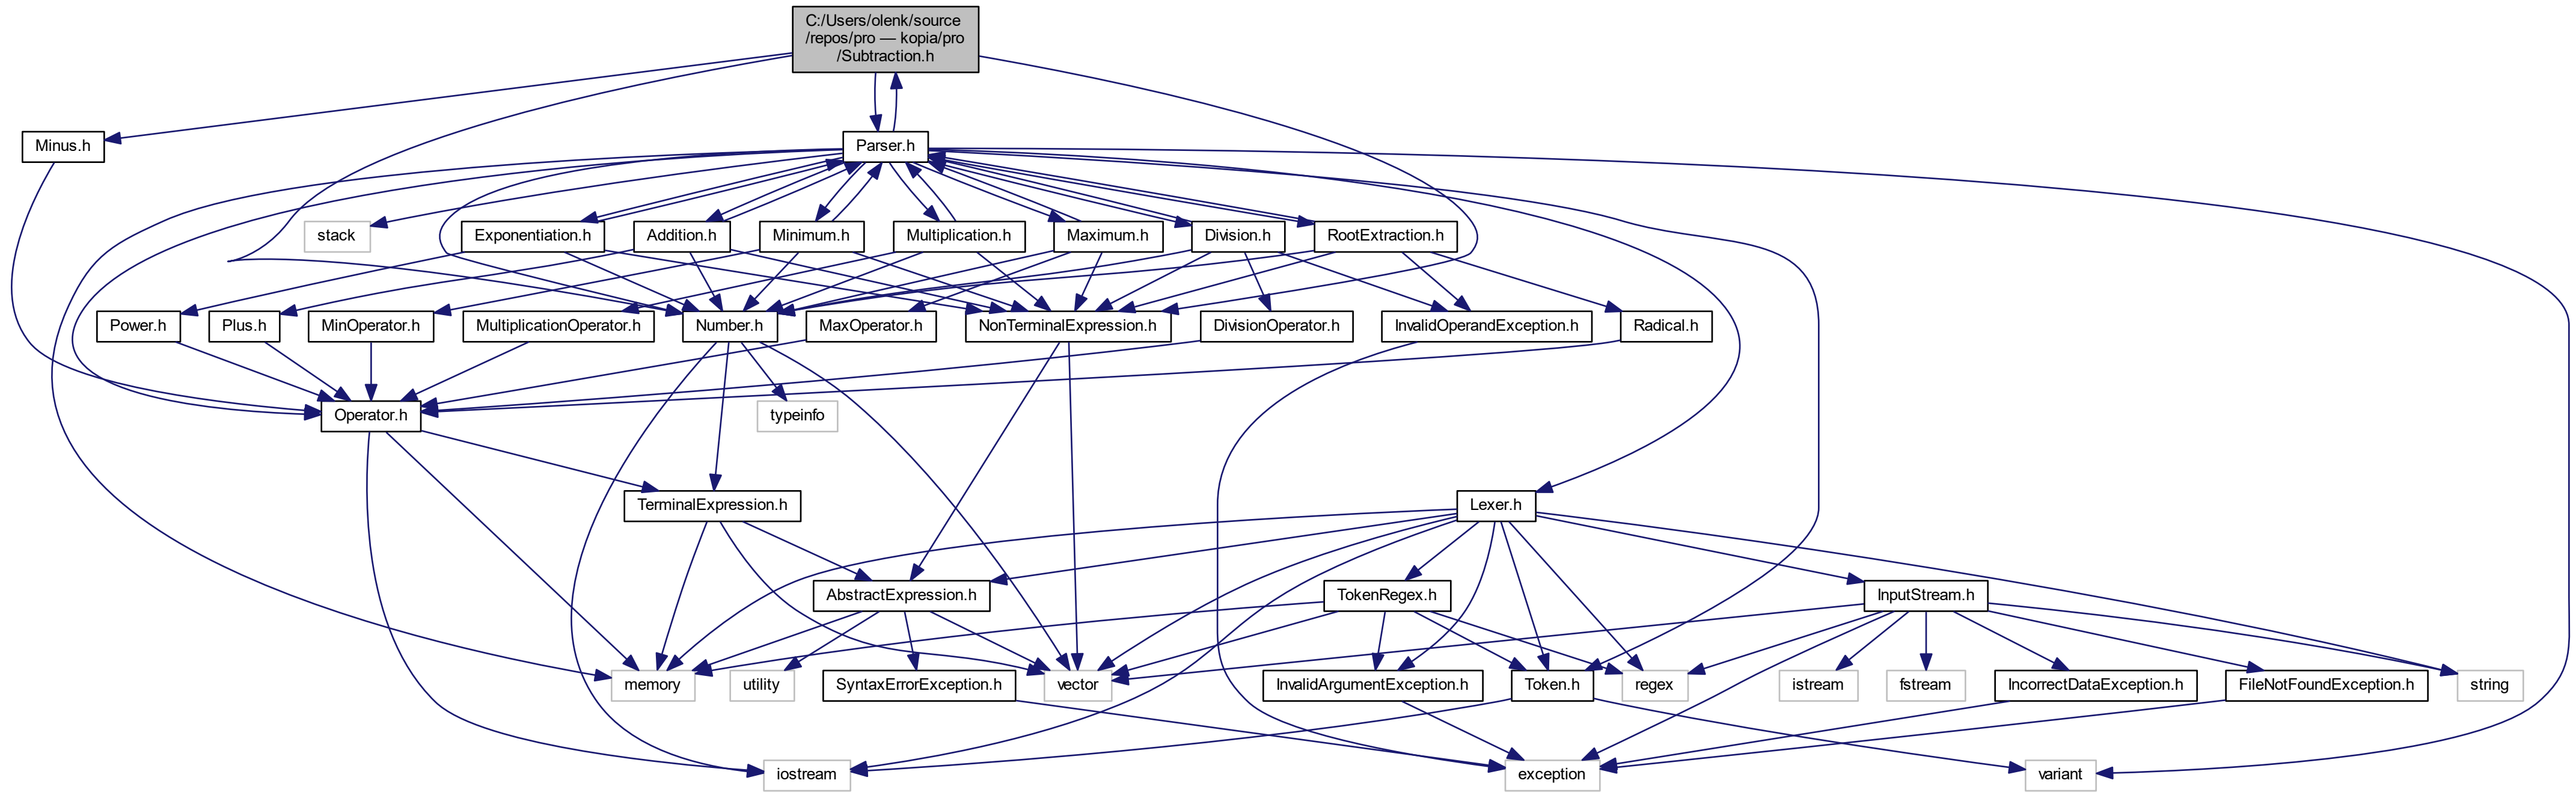 C:/Users/olenk/source
/repos/pro — kopia/pro
/Subtraction.h
Minus.h
Parser.h
stack
Exponentiation.h
Addition.h
Minimum.h
Multiplication.h
Maximum.h
Division.h
RootExtraction.h
Power.h
Plus.h
MinOperator.h
MultiplicationOperator.h
Number.h
MaxOperator.h
NonTerminalExpression.h
DivisionOperator.h
InvalidOperandException.h
Radical.h
Operator.h
typeinfo
TerminalExpression.h
Lexer.h
AbstractExpression.h
TokenRegex.h
InputStream.h
memory
utility
SyntaxErrorException.h
vector
InvalidArgumentException.h
Token.h
regex
istream
fstream
IncorrectDataException.h
FileNotFoundException.h
string
iostream
exception
variant